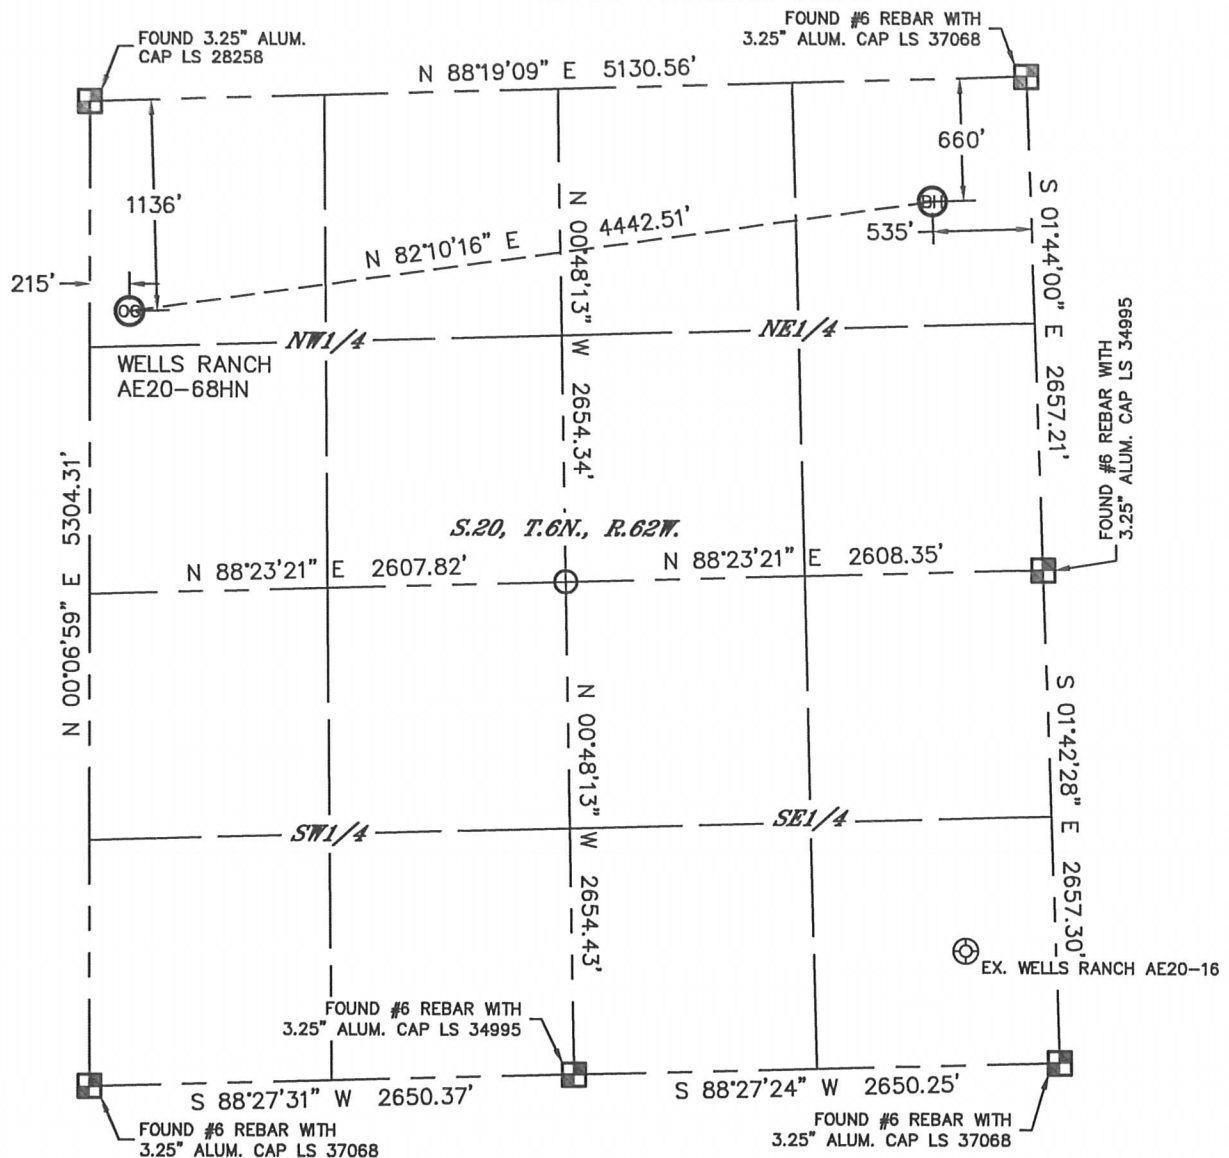 FOUND 3.25" ALUM.
CAP LS 28258
FOUND #6 REBAR WITH
3.25" ALUM. CAP LS 37068
N 88°19'09" E 5130.56'
1136'
660'
215'
535'
OG
BH
N 82°10'16" E 4442.51'
N 00°48'13" W 2654.34'
S 01°44'00" E 2657.21'
NW1/4
NE1/4
WELLS RANCH
AE20-68HN
FOUND #6 REBAR WITH
3.25" ALUM. CAP LS 34995
N 00°06'59" E 5304.31'
S.20, T.6N., R.62W.
N 88°23'21" E 2607.82'
N 88°23'21" E 2608.35'
N 00°48'13" W 2654.43'
S 01°42'28" E 2657.30'
SW1/4
SE1/4
EX. WELLS RANCH AE20-16
FOUND #6 REBAR WITH
3.25" ALUM. CAP LS 34995
S 88°27'31" W 2650.37'
S 88°27'24" W 2650.25'
FOUND #6 REBAR WITH
3.25" ALUM. CAP LS 37068
FOUND #6 REBAR WITH
3.25" ALUM. CAP LS 37068